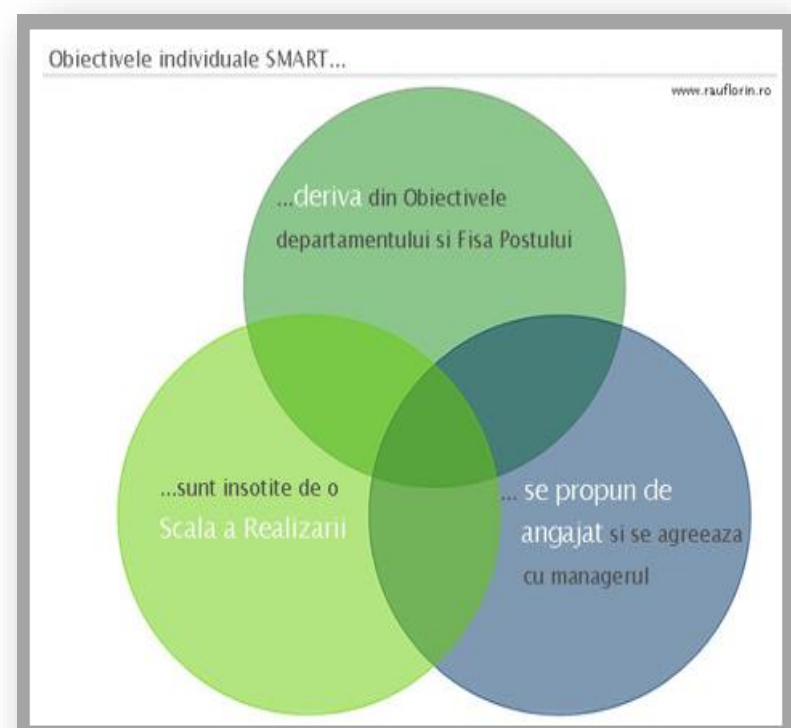 Obiectivele individuale SMART...
www.rauflorin.ro
...deriva din Obiectivele
departamentului si Fisa Postului
...sunt insotite de o
Scala a Realizarii
... se propun de
angajat si se agreeaza
cu managerul